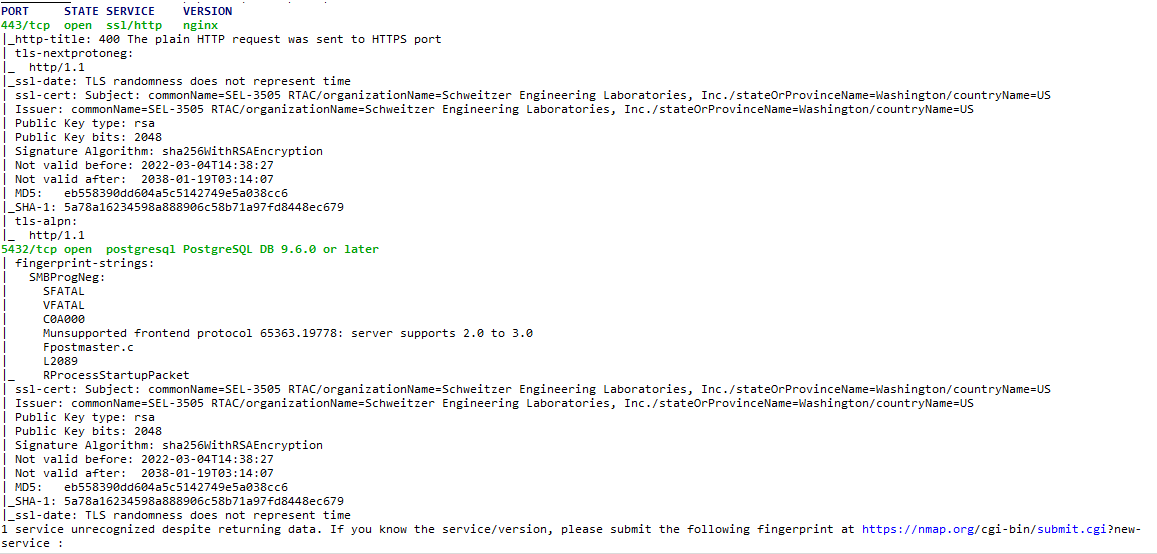 PORT     STATE SERVICE    VERSION
443/tcp  open  ssl/http   nginx
|_http-title: 400 The plain HTTP request was sent to HTTPS port
| tls-nextprotoneg:
|_  http/1.1
|_ssl-date: TLS randomness does not represent time
| ssl-cert: Subject: commonName=SEL-3505 RTAC/organizationName=Schweitzer Engineering Laboratories, Inc./stateOrProvinceName=Washington/countryName=US
| Issuer: commonName=SEL-3505 RTAC/organizationName=Schweitzer Engineering Laboratories, Inc./stateOrProvinceName=Washington/countryName=US
| Public Key type: rsa
| Public Key bits: 2048
| Signature Algorithm: sha256WithRSAEncryption
| Not valid before: 2022-03-04T14:38:27
| Not valid after:  2038-01-19T03:14:07
| MD5:   eb558390dd604a5c5142749e5a038cc6
|_SHA-1: 5a78a16234598a888906c58b71a97fd8448ec679
| tls-alpn:
|_  http/1.1
5432/tcp open  postgresql PostgreSQL DB 9.6.0 or later
| fingerprint-strings:
|   SMBProgNeg:
|     SFATAL
|     VFATAL
|     C0A000
|     Munsupported frontend protocol 65363.19778: server supports 2.0 to 3.0
|     Fpostmaster.c
|     L2089
|_    RProcessStartupPacket
| ssl-cert: Subject: commonName=SEL-3505 RTAC/organizationName=Schweitzer Engineering Laboratories, Inc./stateOrProvinceName=Washington/countryName=US
| Issuer: commonName=SEL-3505 RTAC/organizationName=Schweitzer Engineering Laboratories, Inc./stateOrProvinceName=Washington/countryName=US
| Public Key type: rsa
| Public Key bits: 2048
| Signature Algorithm: sha256WithRSAEncryption
| Not valid before: 2022-03-04T14:38:27
| Not valid after:  2038-01-19T03:14:07
| MD5:   eb558390dd604a5c5142749e5a038cc6
|_SHA-1: 5a78a16234598a888906c58b71a97fd8448ec679
|_ssl-date: TLS randomness does not represent time
1 service unrecognized despite returning data. If you know the service/version, please submit the following fingerprint at https://nmap.org/cgi-bin/submit.cgi?new-
service :